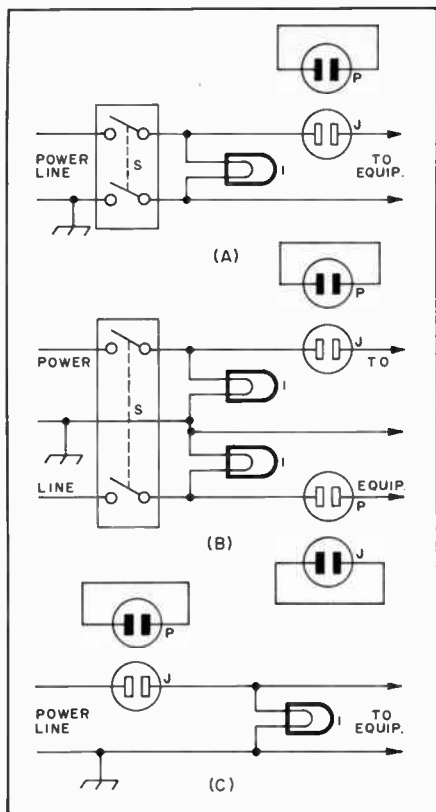 P
J
POWER
LINE
S
I
TO
EQUIP.
(A)
P
J
POWER
TO
I
S
I
LINE
EQUIP.
P
(B)
J
P
J
POWER
LINE
I
TO
EQUIP.
(C)